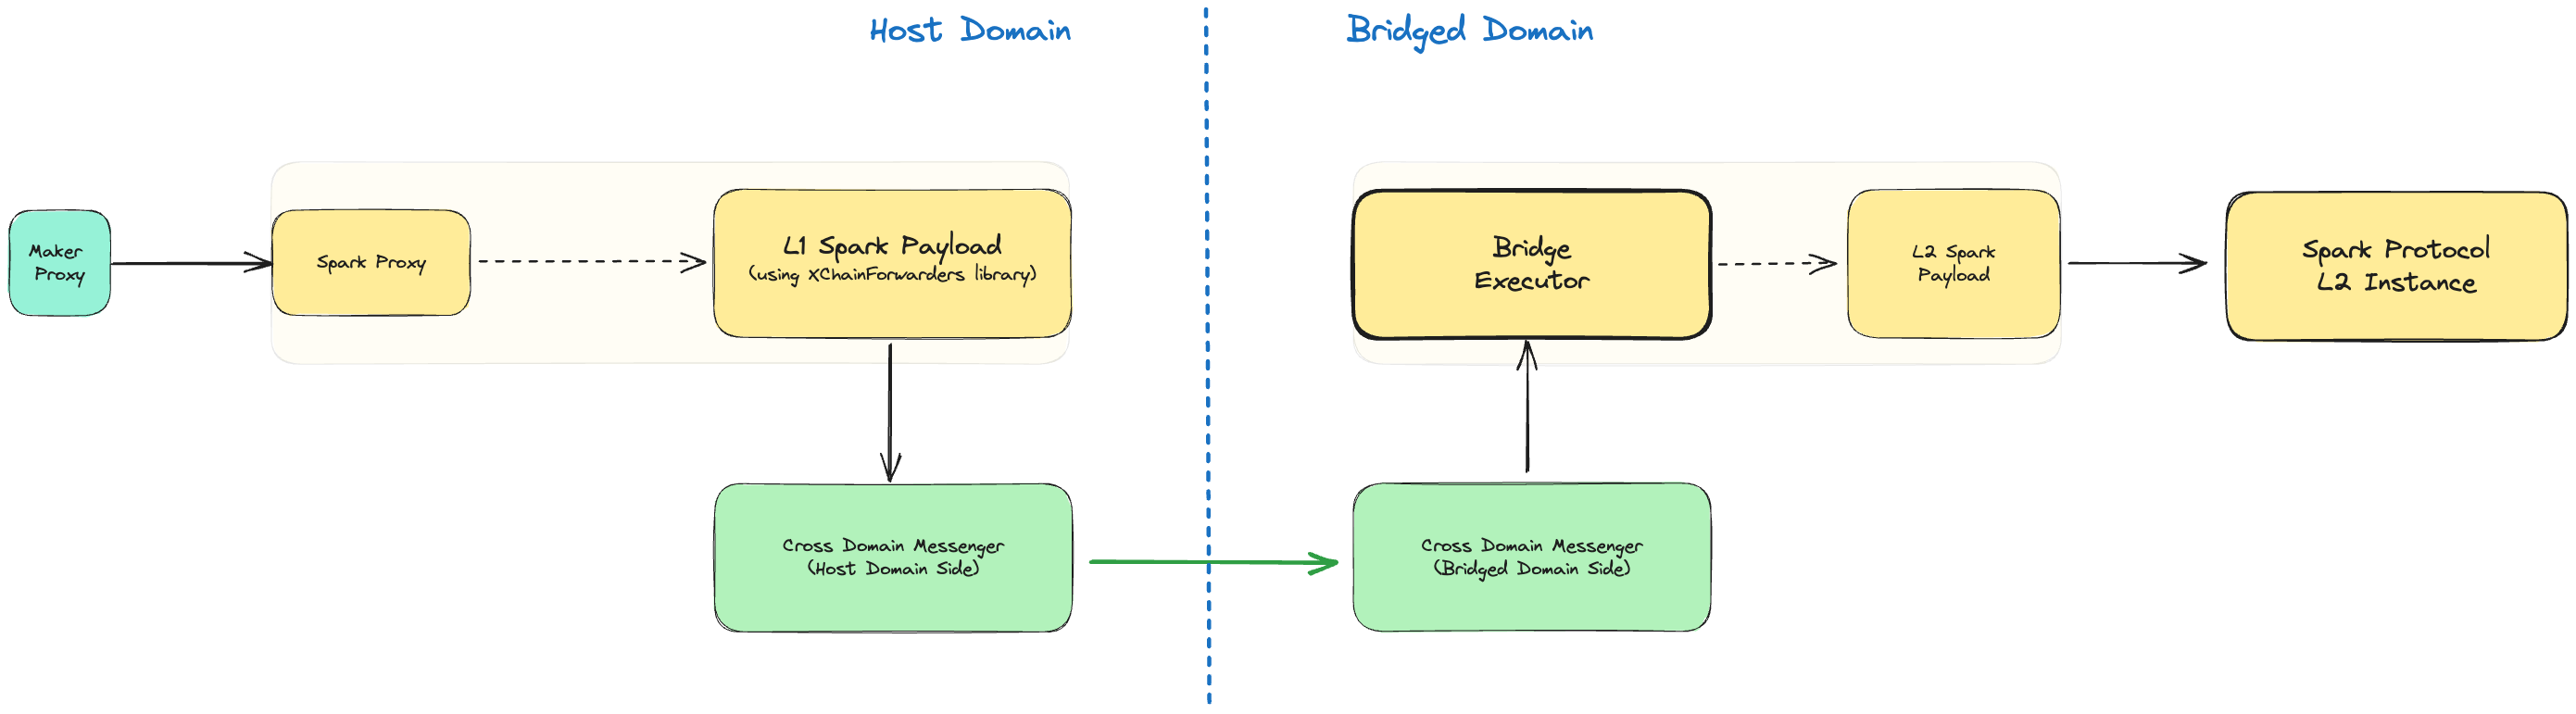 Host Domain
Bridged Domain
Maker
Proxy
Spark Proxy
L1 Spark Payload
(using XChainForwarders library)
Bridge
Executor
L2 Spark
Payload
Spark Protocol
L2 Instance
Cross Domain Messenger
(Host Domain Side)
Cross Domain Messenger
(Bridged Domain Side)